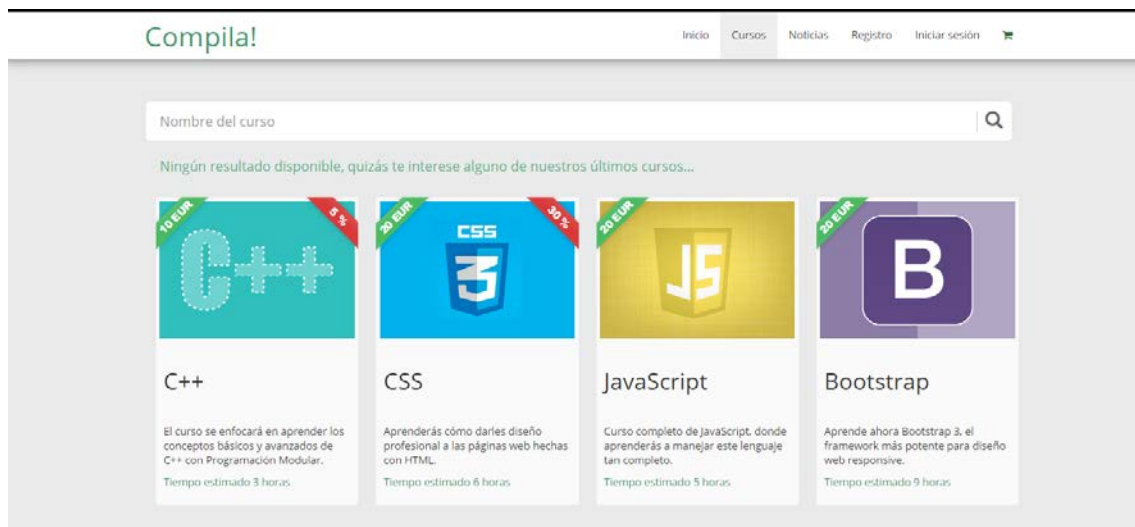 Compila!
Inicio Cursos Noticias Registro Iniciar sesión
Nombre del curso
Ningún resultado disponible, quizás te interese alguno de nuestros últimos cursos...
10 EUR
5 %
C++
C++
El curso se enfocará en aprender los
conceptos básicos y avanzados de
C++ con Programación Modular.
Tiempo estimado 3 horas
20 EUR
30 %
CSS
3
CSS
Aprenderás cómo darles diseño
profesional a las páginas web hechas
con HTML.
Tiempo estimado 6 horas
20 EUR
JS
JavaScript
Curso completo de JavaScript, donde
aprenderás a manejar este lenguaje
tan completo.
Tiempo estimado 5 horas
20 EUR
B
Bootstrap
Aprende ahora Bootstrap 3, el
framework más potente para diseño
web responsive.
Tiempo estimado 9 horas